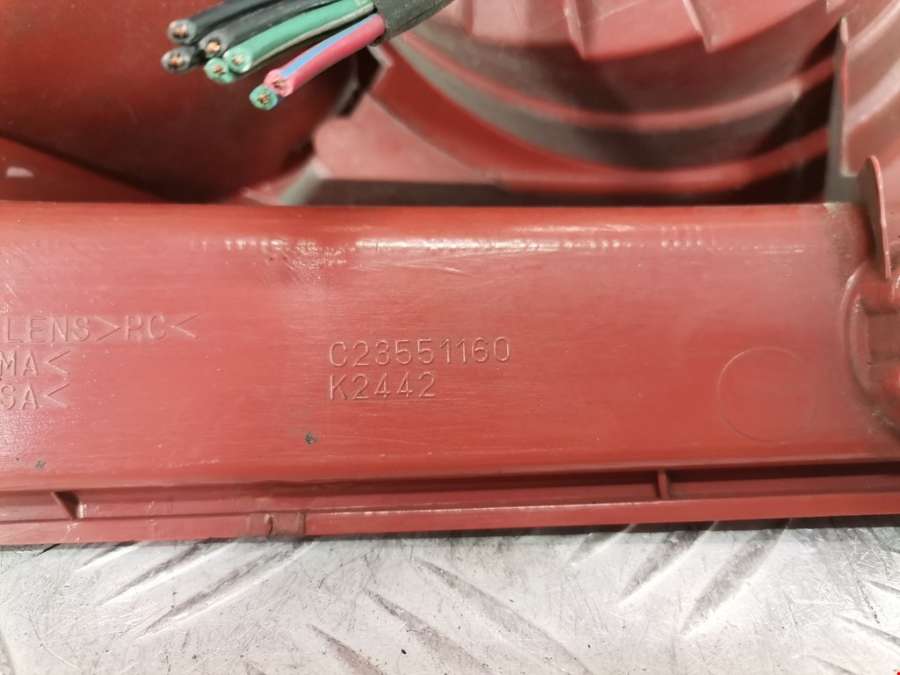 LENS>PC<
MA<
SA<
C23551160
K2442